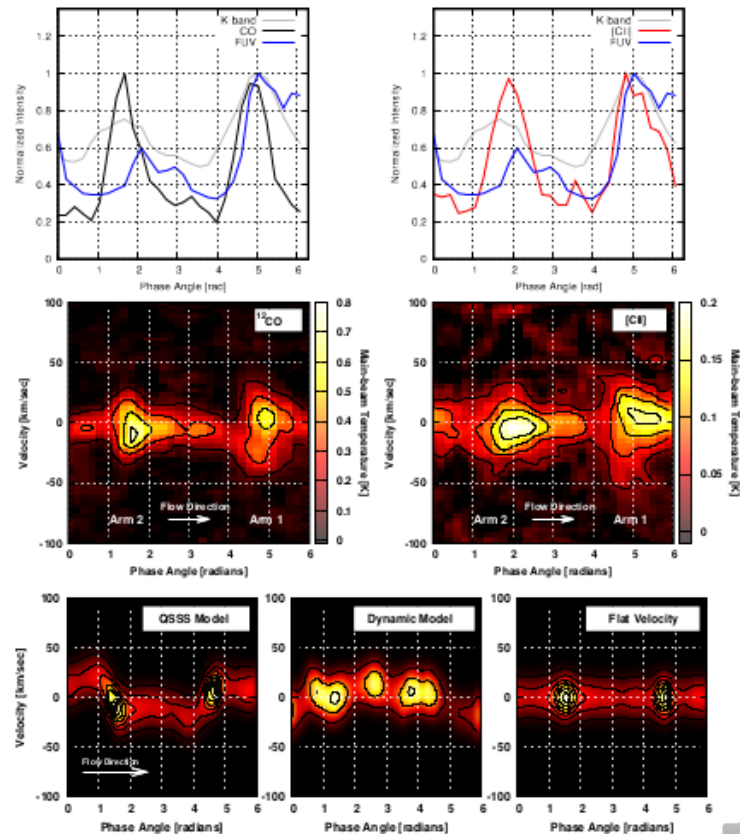 K band
CO
FUV
Normalized Intensity
1
0.8
0.6
0.4
0.2
0
0 1 2 3 4 5 6
Phase Angle [rad]
K band
[CII]
FUV
Normalized Intensity
1
0.8
0.6
0.4
0.2
0
0 1 2 3 4 5 6
Phase Angle [rad]
12CO
Velocity [km/sec]
100
50
0
-50
-100
Arm 2
Flow Direction
Arm 1
0 1 2 3 4 5 6
Phase Angle [radians]
0.8
0.7
0.6
0.5
0.4
0.3
0.2
0.1
0
Main-beam Temperature [K]
[CII]
Velocity [km/sec]
100
50
0
-50
-100
Arm 2
Flow Direction
Arm 1
0 1 2 3 4 5 6
Phase Angle [radians]
0.2
0.15
0.1
0.05
0
Main-beam Temperature [K]
QSSS Model
Velocity [km/sec]
100
50
0
-50
-100
Flow Direction
0 1 2 3 4 5 6
Phase Angle [radians]
Dynamic Model
100
50
0
-50
-100
0 1 2 3 4 5 6
Phase Angle [radians]
Flat Velocity
100
50
0
-50
-100
0 1 2 3 4 5 6
Phase Angle [radians]